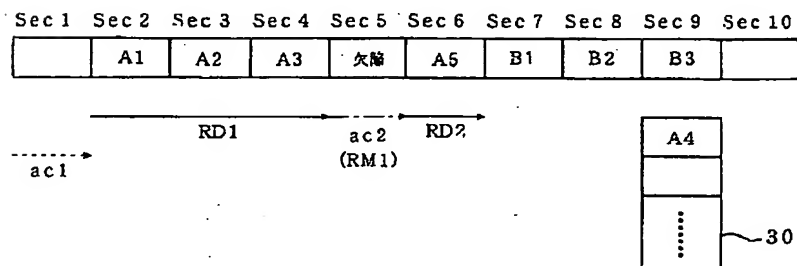 Sec 1 Sec 2 Sec 3 Sec 4 Sec 5 Sec 6 Sec 7 Sec 8 Sec 9 Sec 10
A1 A2 A3 欠陥 A5 B1 B2 B3
RD1 ac2 RD2
(RM1)
ac1
A4
30